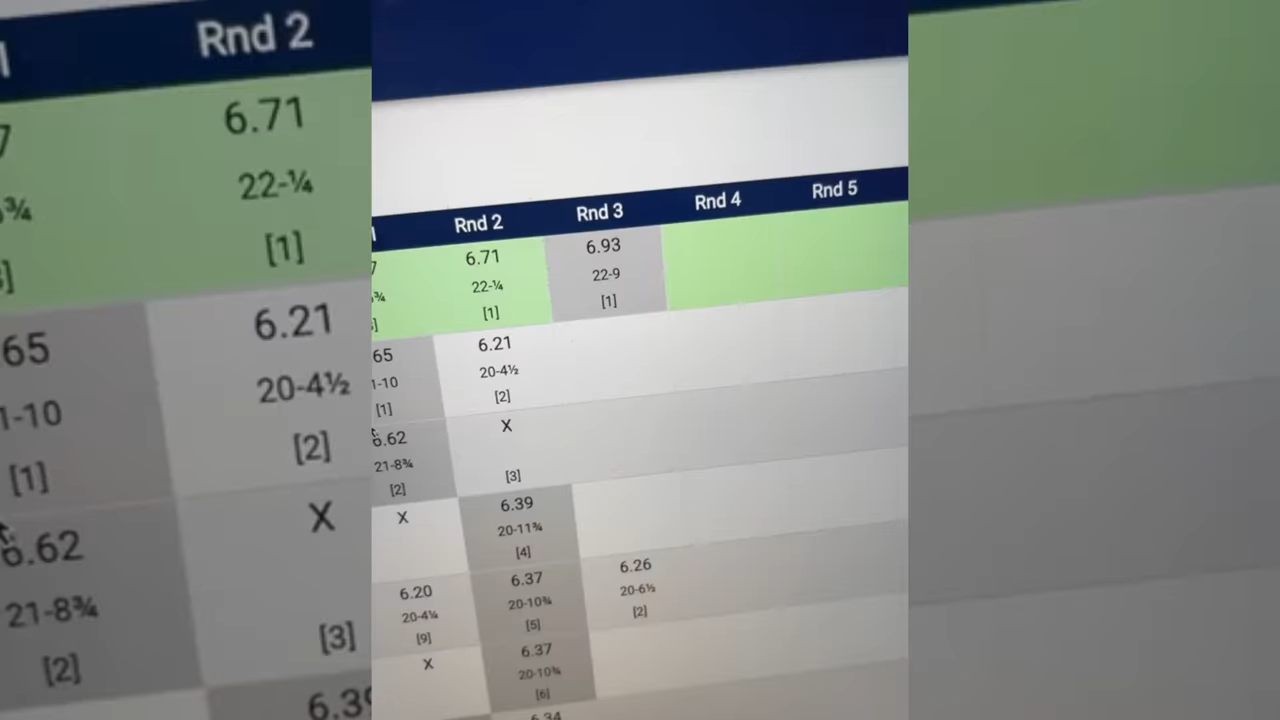 Rnd 2 Rnd 3 Rnd 4 Rnd 5
6.71 6.93
22-¼ 22-9
[1] [1]
65 6.21
1-10 20-4½
[1] [2]
6.62 X
21-8¾
[2] [3]
X 6.39
20-11¾
[4]
6.20 6.37 6.26
20-4¼ 20-10¾ 20-6½
[9] [5] [2]
X 6.37
20-10¾
[6]
6.34
Rnd 2
6.71
22-¼
[1]
65 6.21
1-10 20-4½
[1] [2]
6.62 X
21-8¾
[2] [3]